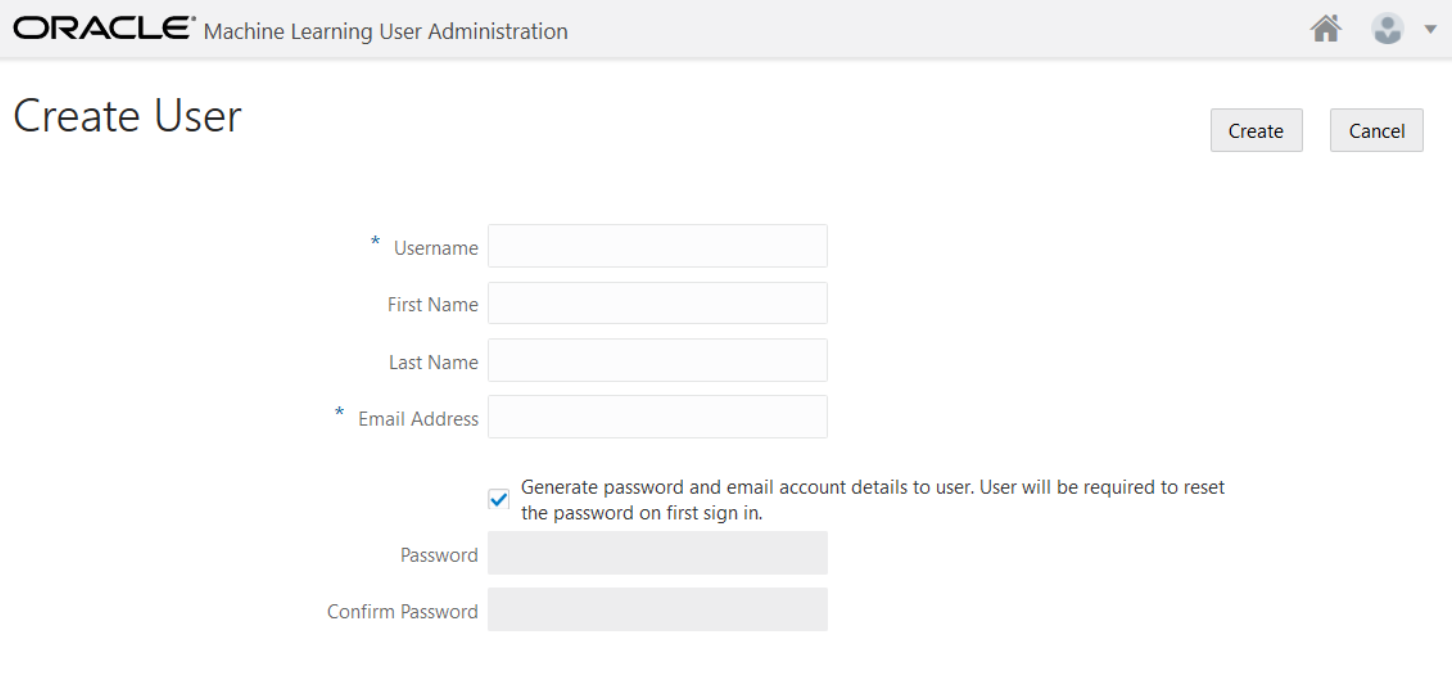 ORACLE® Machine Learning User Administration
Create User
Create Cancel
* Username
First Name
Last Name
* Email Address
Generate password and email account details to user. User will be required to reset
the password on first sign in.
Password
Confirm Password